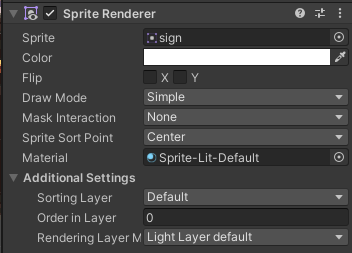 Sprite Renderer
Sprite sign
Color
Flip X Y
Draw Mode Simple
Mask Interaction None
Sprite Sort Point Center
Material Sprite-Lit-Default
Additional Settings
Sorting Layer Default
Order in Layer 0
Rendering Layer M Light Layer default